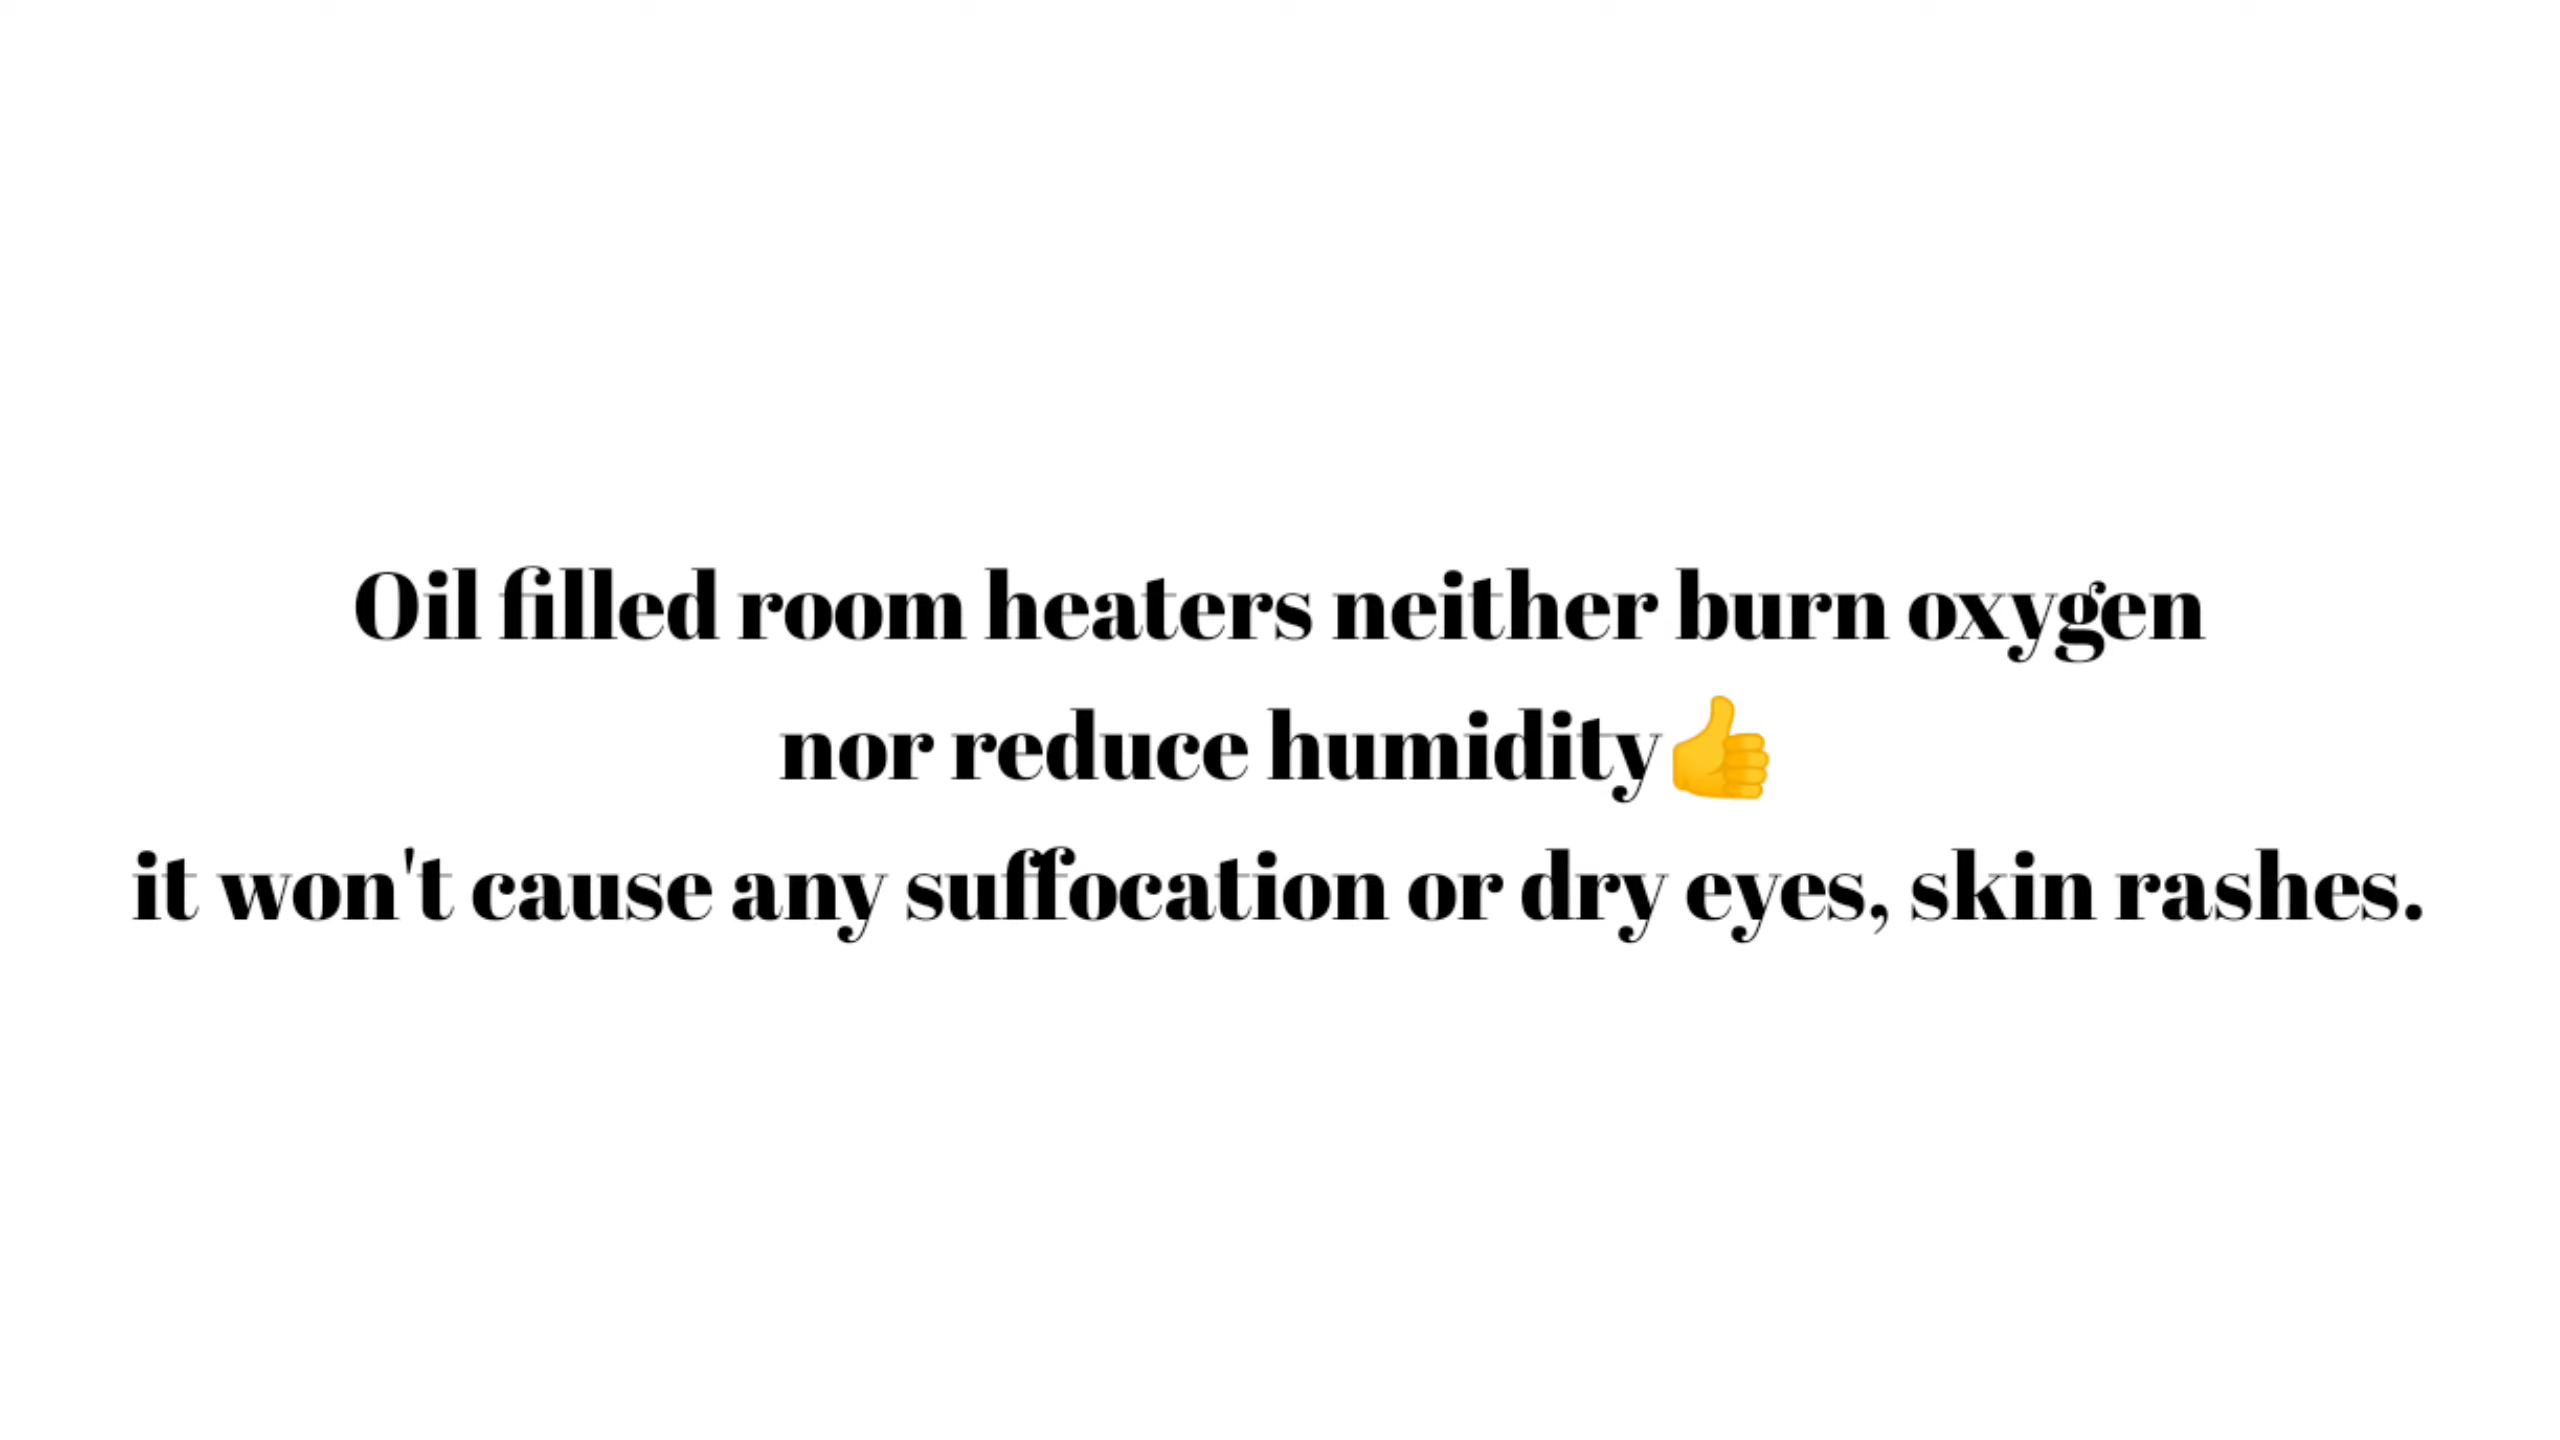 Oil filled room heaters neither burn oxygen
nor reduce humidity👍
it won't cause any suffocation or dry eyes, skin rashes.